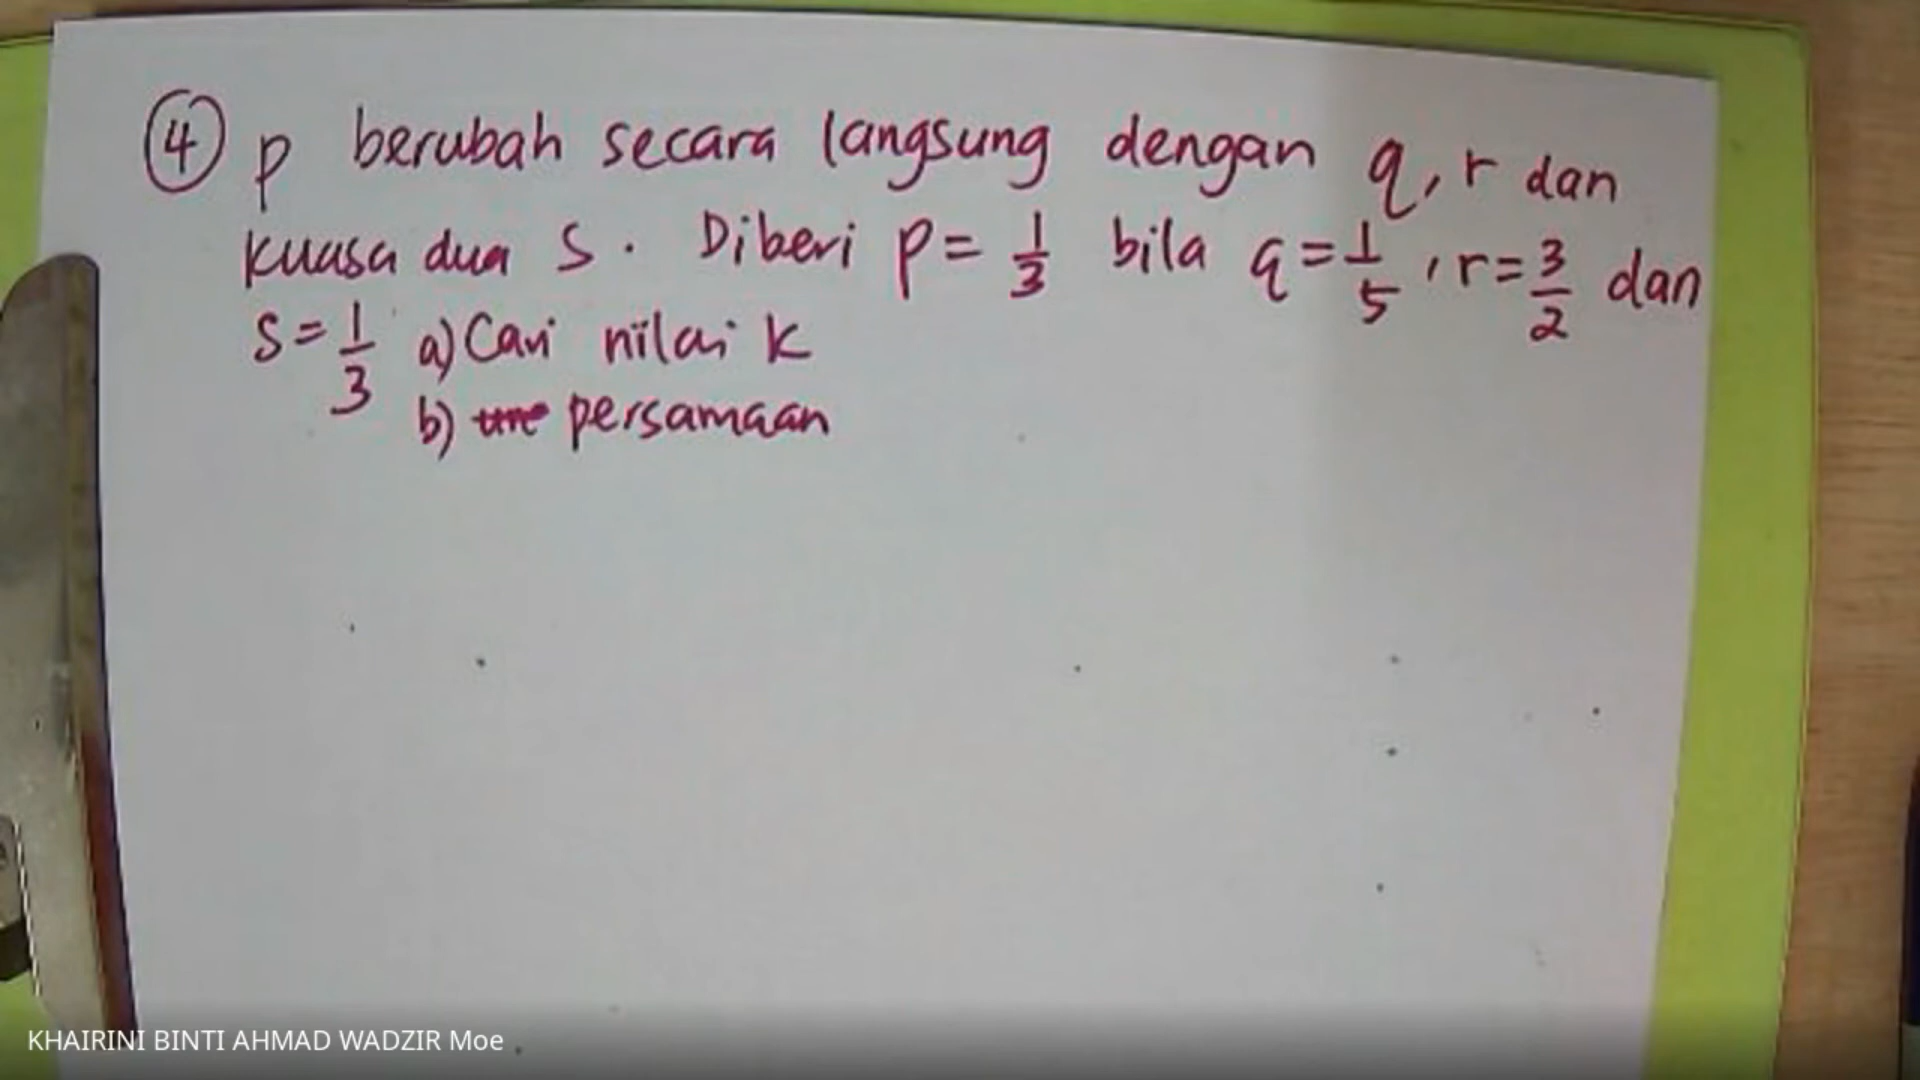 ④ p berubah secara langsung dengan q, r dan
kuasa dua s. Diberi p = 1/3 bila q = 1/5, r = 3/2 dan
s = 1/3 a) Cari nilai k
b) persamaan
KHAIRINI BINTI AHMAD WADZIR Moe